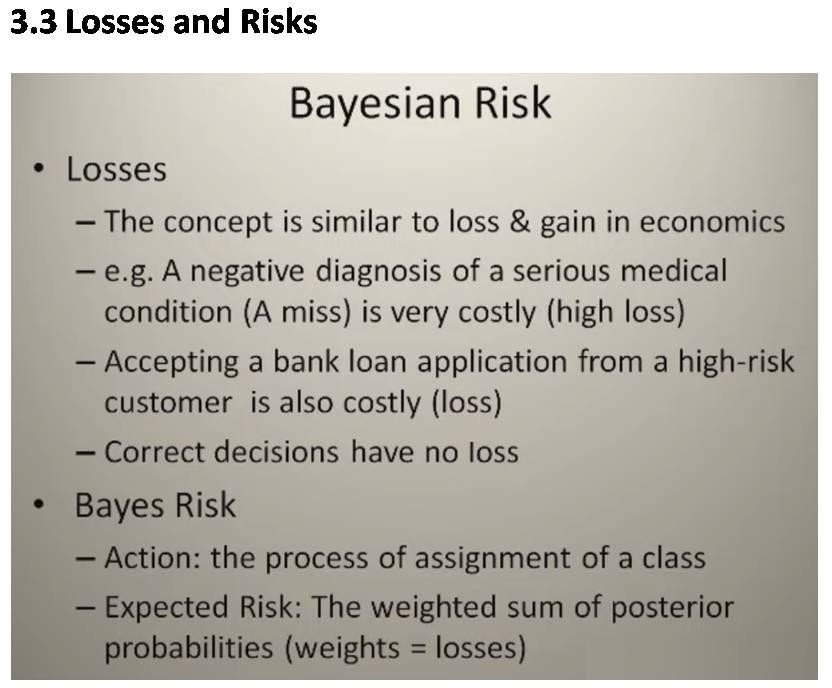 3.3 Losses and Risks
Bayesian Risk
• Losses
– The concept is similar to loss & gain in economics
– e.g. A negative diagnosis of a serious medical
condition (A miss) is very costly (high loss)
– Accepting a bank loan application from a high-risk
customer is also costly (loss)
– Correct decisions have no loss
• Bayes Risk
– Action: the process of assignment of a class
– Expected Risk: The weighted sum of posterior
probabilities (weights = losses)